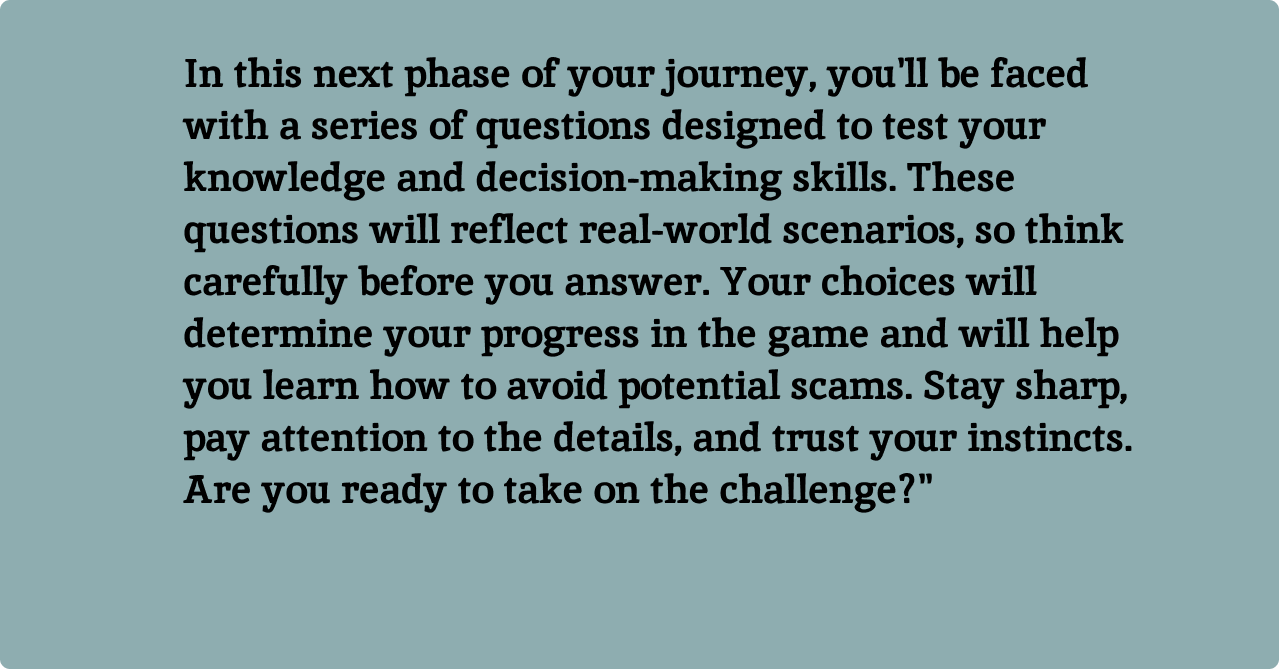 In this next phase of your journey, you'll be faced
with a series of questions designed to test your
knowledge and decision-making skills. These
questions will reflect real-world scenarios, so think
carefully before you answer. Your choices will
determine your progress in the game and will help
you learn how to avoid potential scams. Stay sharp,
pay attention to the details, and trust your instincts.
Are you ready to take on the challenge?"